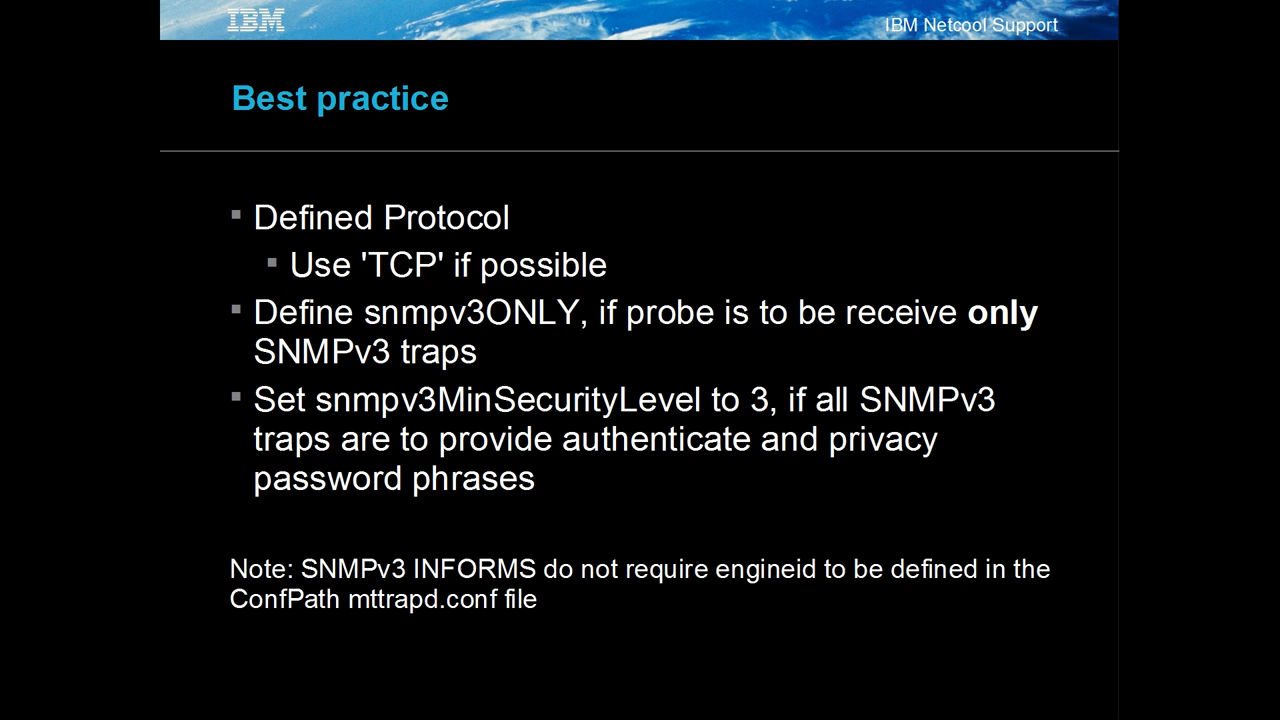 IBM
IBM Netcool Support
Best practice
Defined Protocol
Use 'TCP' if possible
Define snmpv3ONLY, if probe is to be receive only
SNMPv3 traps
Set snmpv3MinSecurityLevel to 3, if all SNMPv3
traps are to provide authenticate and privacy
password phrases
Note: SNMPv3 INFORMS do not require engineid to be defined in the
ConfPath mttrapd.conf file